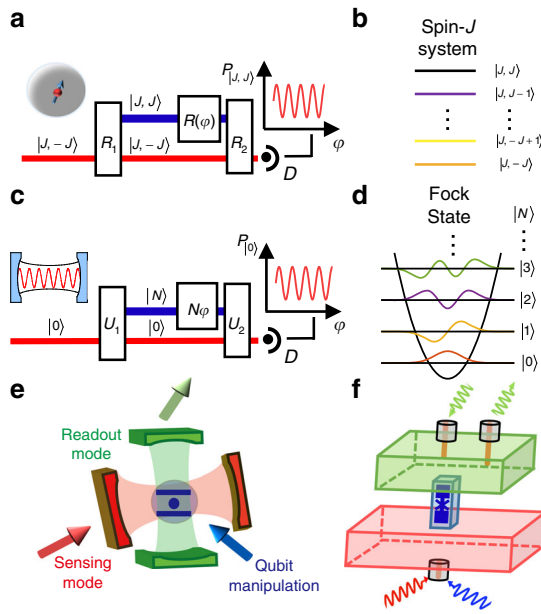 a
P|J, J⟩
|J, J⟩
R(φ)
R1
R2
|J, −J⟩
|J, −J⟩
D
φ
b
Spin-J
system
|J, J⟩
|J, J−1⟩
|J, −J+1⟩
|J, −J⟩
c
P|0⟩
|N⟩
Nφ
U1
U2
|0⟩
|0⟩
D
φ
d
Fock
State
|N⟩
|3⟩
|2⟩
|1⟩
|0⟩
e
Readout
mode
Sensing
mode
Qubit
manipulation
f